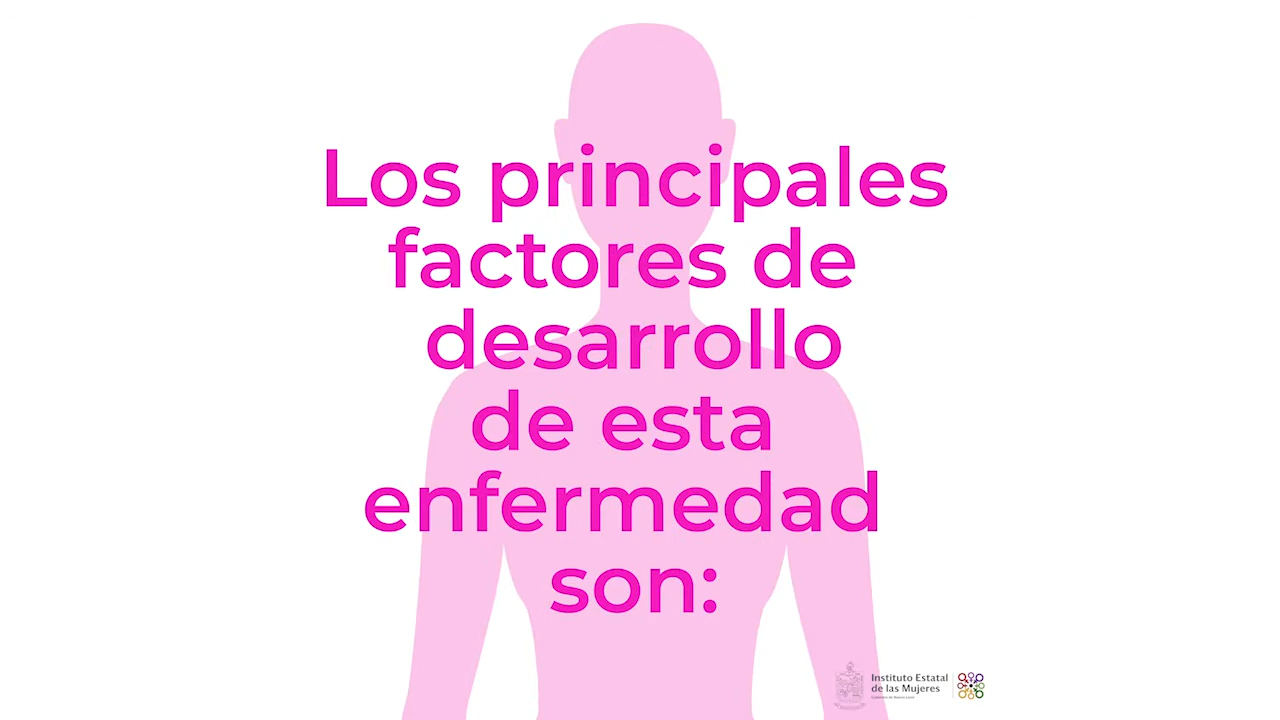 Los principales
factores de
desarrollo
de esta
enfermedad
son:
Instituto Estatal
de las Mujeres